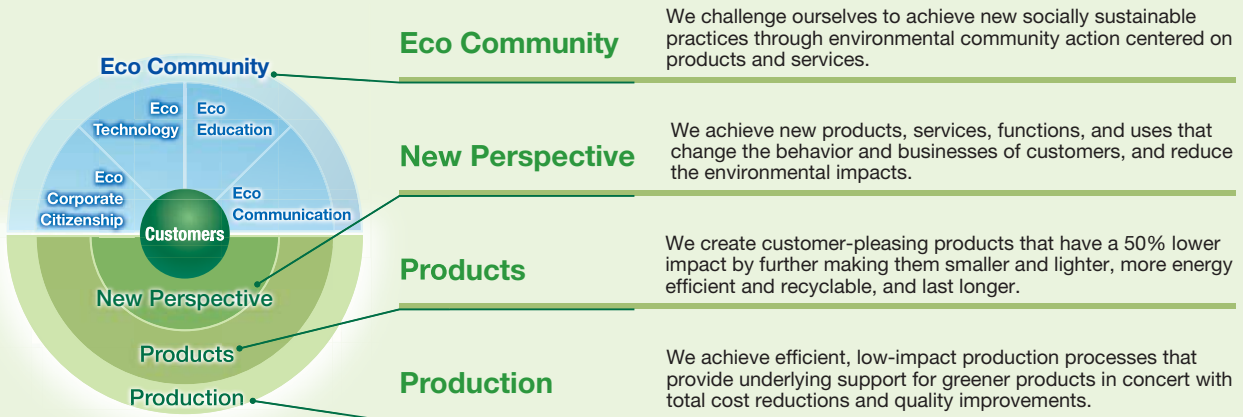 Eco Community
Eco
Technology
Eco
Education
Eco
Corporate
Citizenship
Eco
Communication
Customers
New Perspective
Products
Production
Eco Community
We challenge ourselves to achieve new socially sustainable
practices through environmental community action centered on
products and services.
New Perspective
We achieve new products, services, functions, and uses that
change the behavior and businesses of customers, and reduce
the environmental impacts.
Products
We create customer-pleasing products that have a 50% lower
impact by further making them smaller and lighter, more energy
efficient and recyclable, and last longer.
Production
We achieve efficient, low-impact production processes that
provide underlying support for greener products in concert with
total cost reductions and quality improvements.